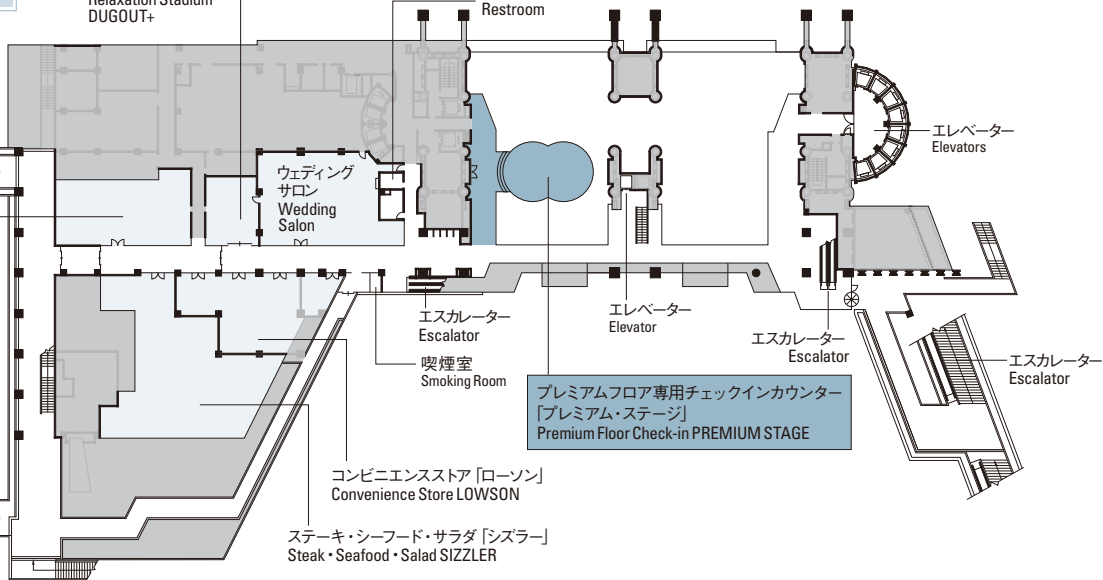 Relaxation Stadium
DUGOUT+
Restroom
ウェディング
サロン
Wedding
Salon
エレベーター
Elevators
エスカレーター
Escalator
エレベーター
Elevator
エスカレーター
Escalator
エスカレーター
Escalator
喫煙室
Smoking Room
プレミアムフロア専用チェックインカウンター
「プレミアム・ステージ」
Premium Floor Check-in PREMIUM STAGE
コンビニエンスストア「ローソン」
Convenience Store LOWSON
ステーキ・シーフード・サラダ「シズラー」
Steak・Seafood・Salad SIZZLER